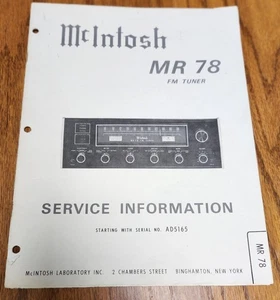 McIntosh
MR 78
FM TUNER
SERVICE INFORMATION
STARTING WITH SERIAL NO. AD5165
MR 78
McINTOSH LABORATORY INC. 2 CHAMBERS STREET BINGHAMTON, NEW YORK